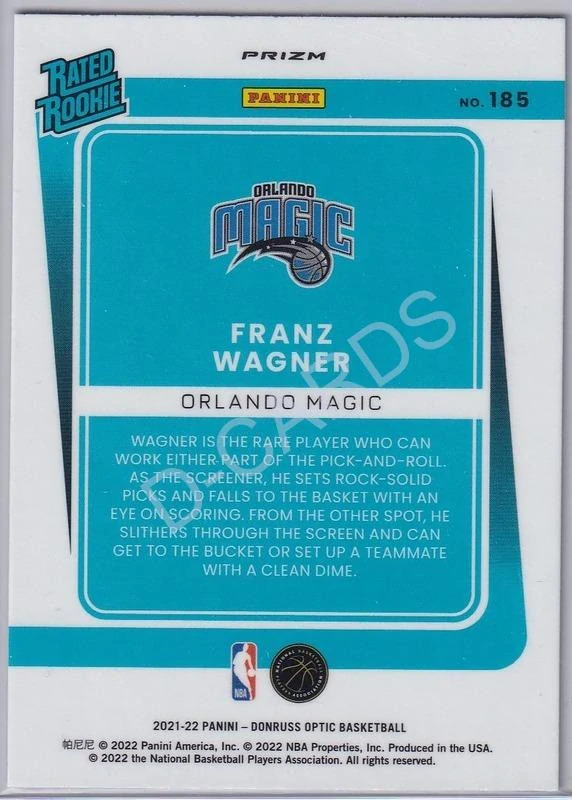 PRIZM
RATED
ROOKIE
PANINI
NO. 185
ORLANDO
MAGIC
FRANZ
WAGNER
ORLANDO MAGIC
WAGNER IS THE RARE PLAYER WHO CAN
WORK EITHER PART OF THE PICK-AND-ROLL.
AS THE SCREENER, HE SETS ROCK-SOLID
PICKS AND FALLS TO THE BASKET WITH AN
EYE ON SCORING. FROM THE OTHER SPOT, HE
SLITHERS THROUGH THE SCREEN AND CAN
GET TO THE BUCKET OR SET UP A TEAMMATE
WITH A CLEAN DIME.
D-CARDS
NBA
NATIONAL BASKETBALL
PLAYERS ASSOCIATION
2021-22 PANINI – DONRUSS OPTIC BASKETBALL
帕尼尼 © 2022 Panini America, Inc. © 2022 NBA Properties, Inc. Produced in the USA.
© 2022 the National Basketball Players Association. All rights reserved.